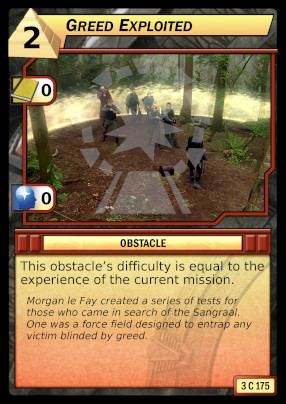 2
GREED EXPLOITED
0
0
OBSTACLE
This obstacle's difficulty is equal to the
experience of the current mission.
Morgan le Fay created a series of tests for
those who came in search of the Sangraal.
One was a force field designed to entrap any
victim blinded by greed.
3 C 175